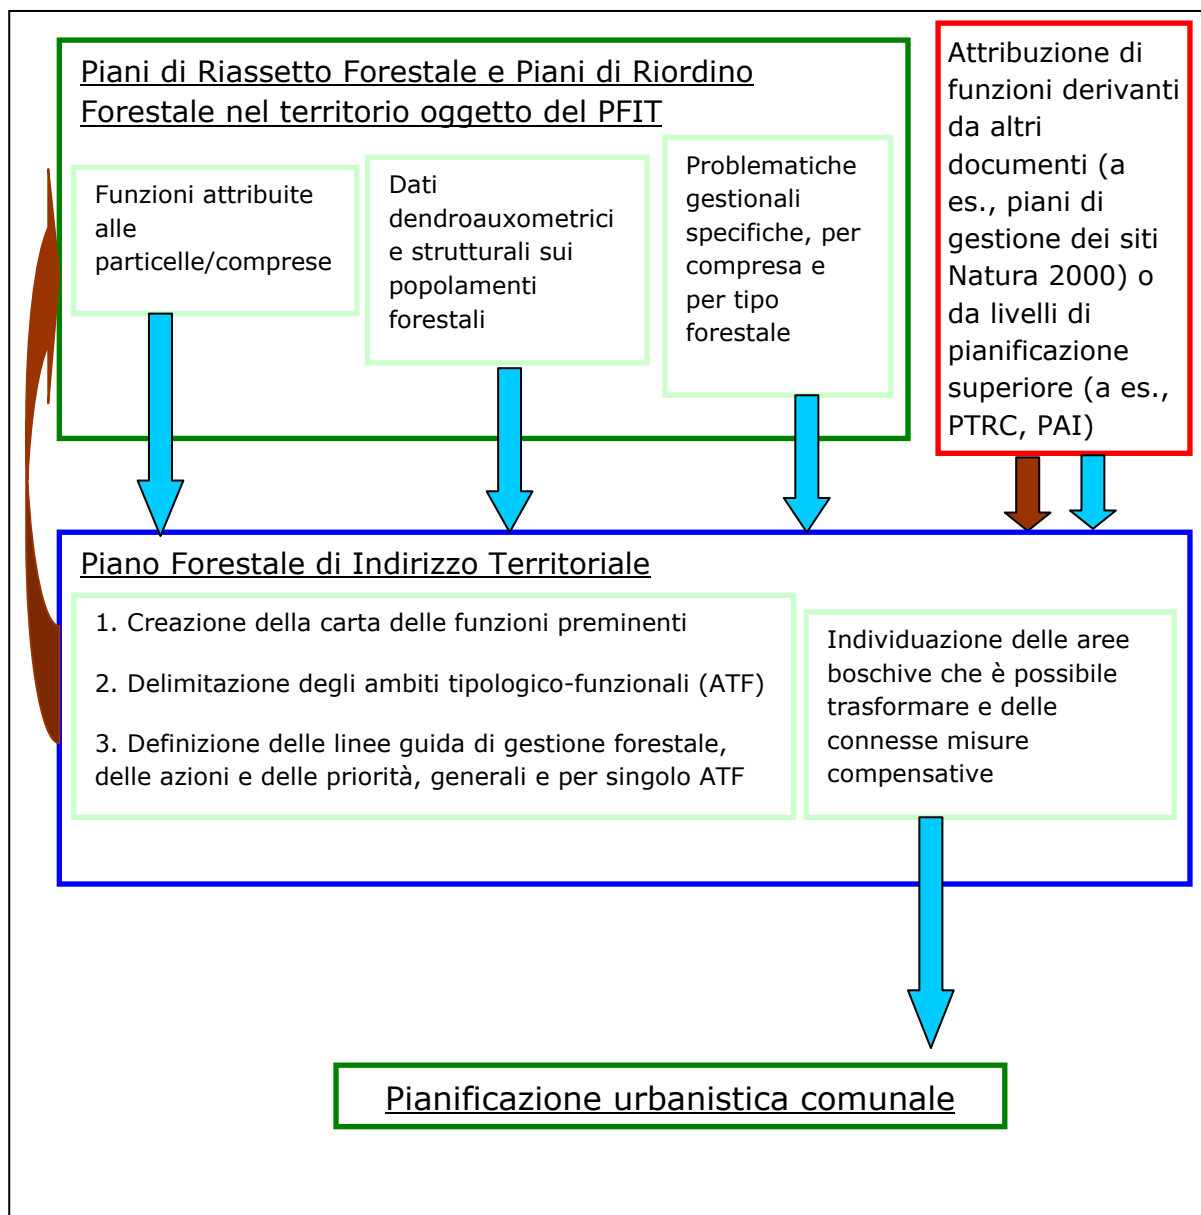 Piani di Riassetto Forestale e Piani di Riordino
Forestale nel territorio oggetto del PFIT
Funzioni attribuite
alle
particelle/comprese
Dati
dendroauxometrici
e strutturali sui
popolamenti
forestali
Problematiche
gestionali
specifiche, per
compresa e
per tipo
forestale
Attribuzione di
funzioni derivanti
da altri
documenti (a
es., piani di
gestione dei siti
Natura 2000) o
da livelli di
pianificazione
superiore (a es.,
PTRC, PAI)
Piano Forestale di Indirizzo Territoriale
1. Creazione della carta delle funzioni preminenti
2. Delimitazione degli ambiti tipologico-funzionali (ATF)
3. Definizione delle linee guida di gestione forestale,
delle azioni e delle priorità, generali e per singolo ATF
Individuazione delle aree
boschive che è possibile
trasformare e delle
connesse misure
compensative
Pianificazione urbanistica comunale